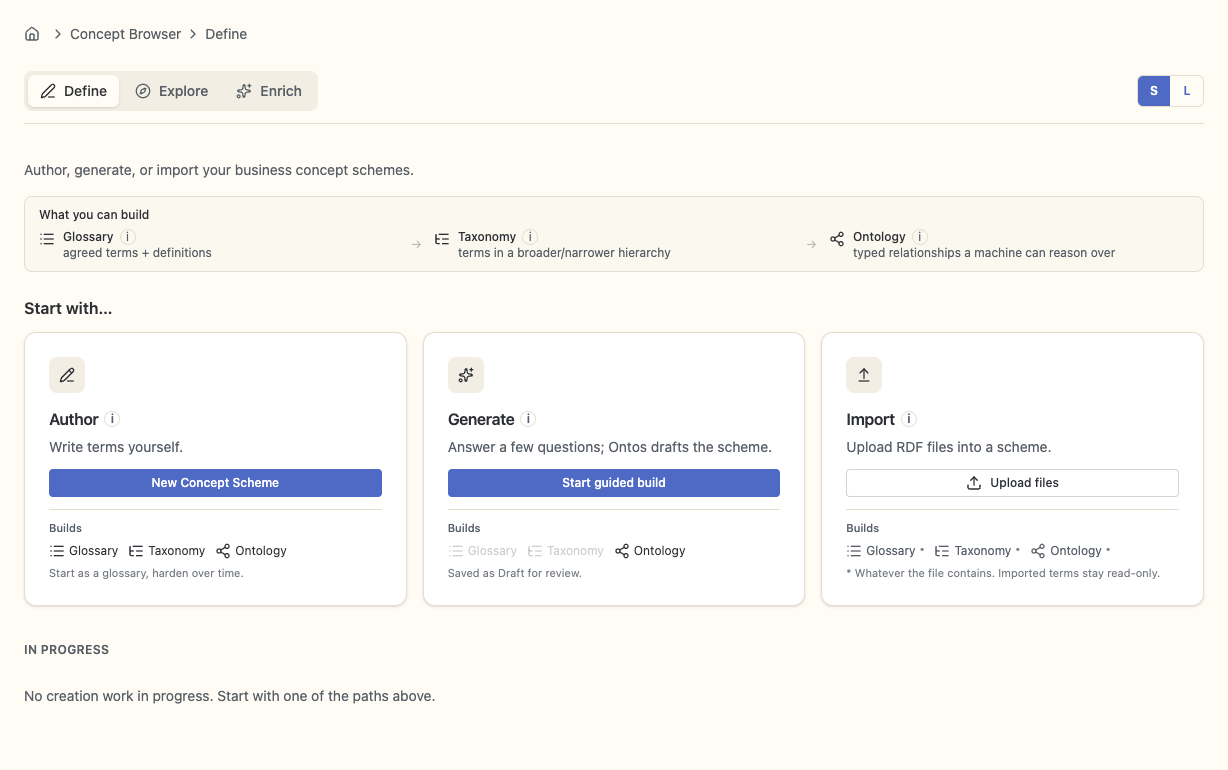 Concept Browser > Define
Define Explore Enrich
S L
Author, generate, or import your business concept schemes.
What you can build
Glossary i
agreed terms + definitions
→
Taxonomy i
terms in a broader/narrower hierarchy
→
Ontology i
typed relationships a machine can reason over
Start with...
Author i
Write terms yourself.
New Concept Scheme
Builds
Glossary Taxonomy Ontology
Start as a glossary, harden over time.
Generate i
Answer a few questions; Ontos drafts the scheme.
Start guided build
Builds
Glossary Taxonomy Ontology
Saved as Draft for review.
Import i
Upload RDF files into a scheme.
Upload files
Builds
Glossary * Taxonomy * Ontology *
* Whatever the file contains. Imported terms stay read-only.
IN PROGRESS
No creation work in progress. Start with one of the paths above.